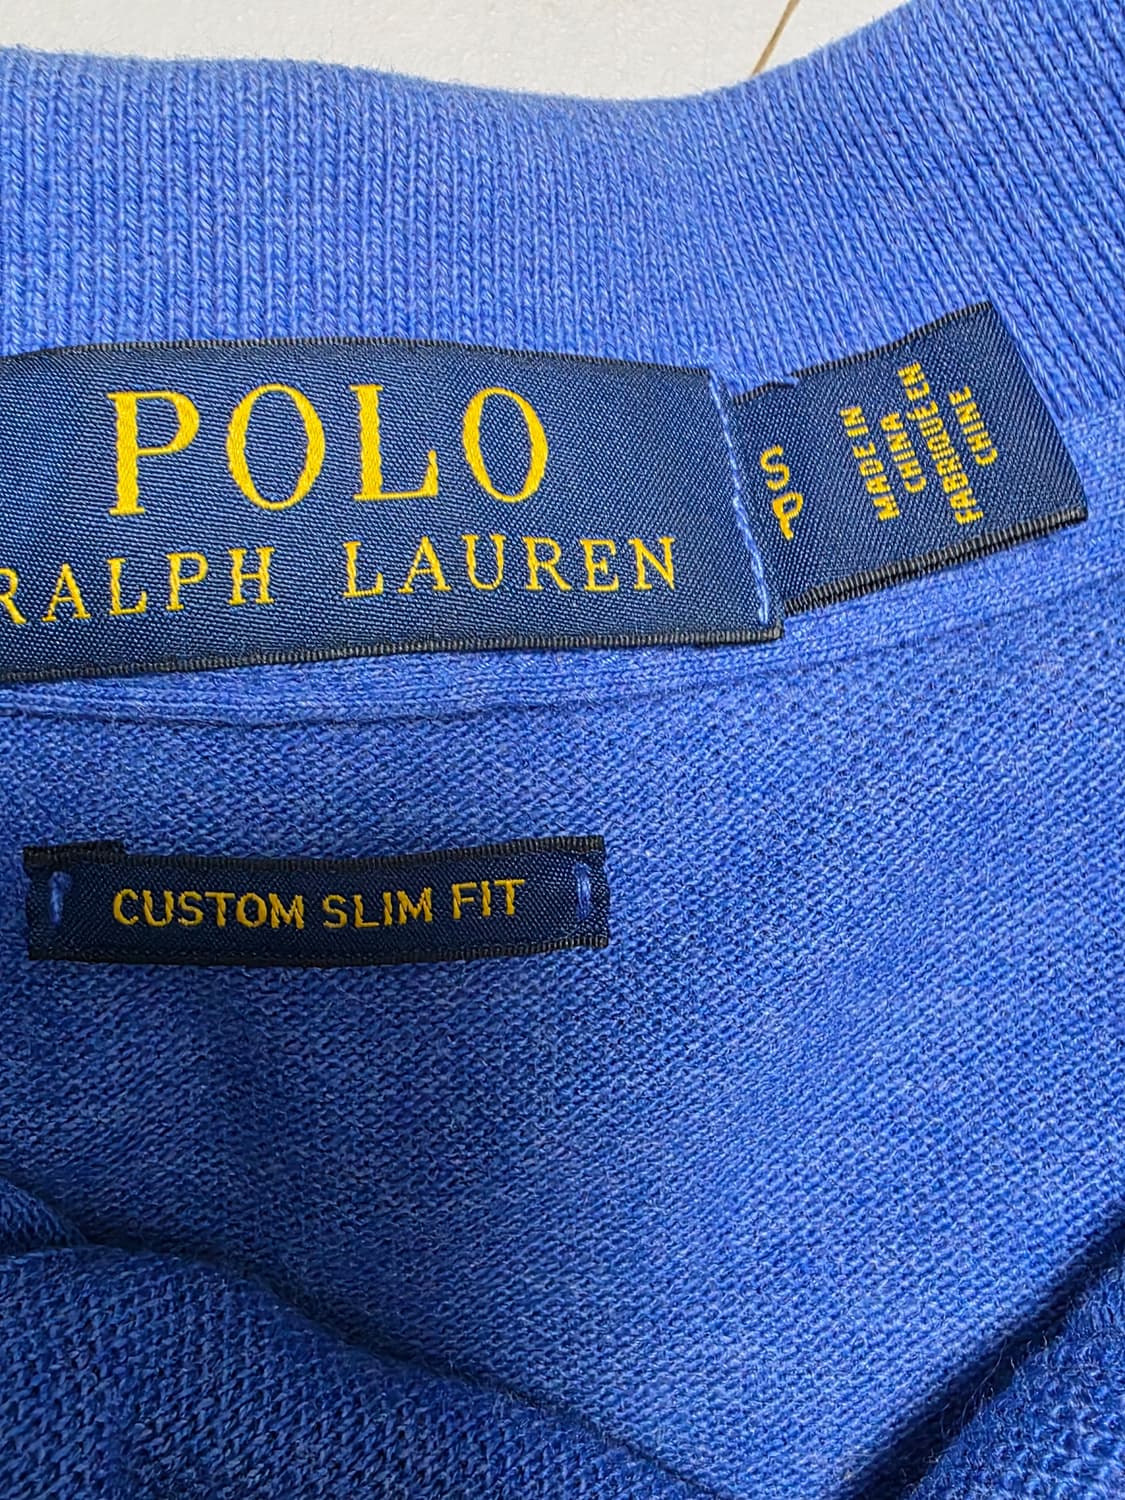 POLO
RALPH LAUREN
S
P
MADE IN
CHINA
FABRIQUÉ EN
CHINE
CUSTOM SLIM FIT